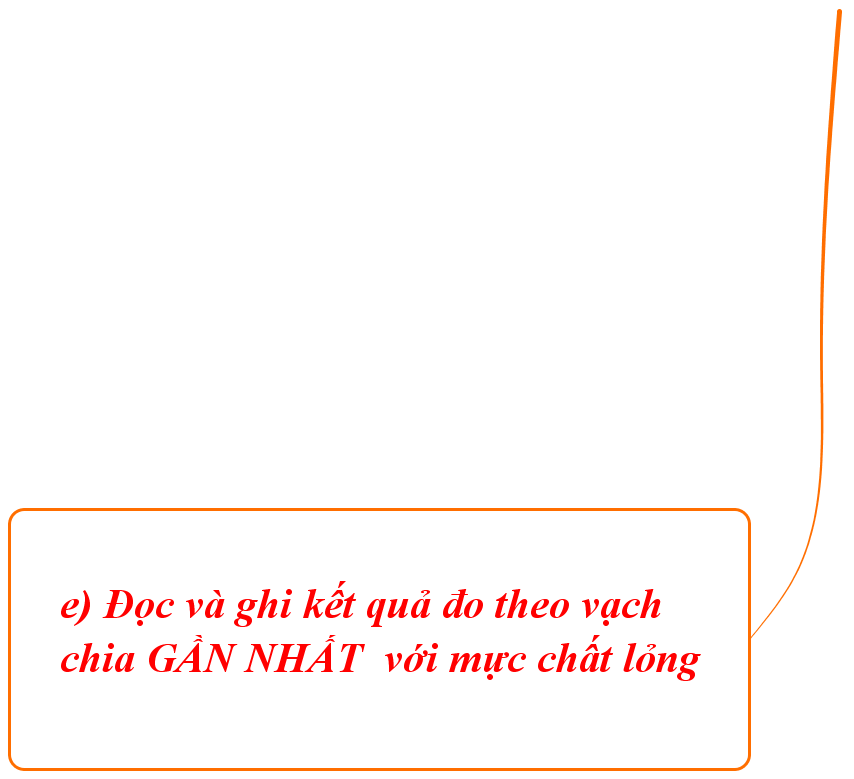 e) Đọc và ghi kết quả đo theo vạch
chia GẦN NHẤT với mực chất lỏng